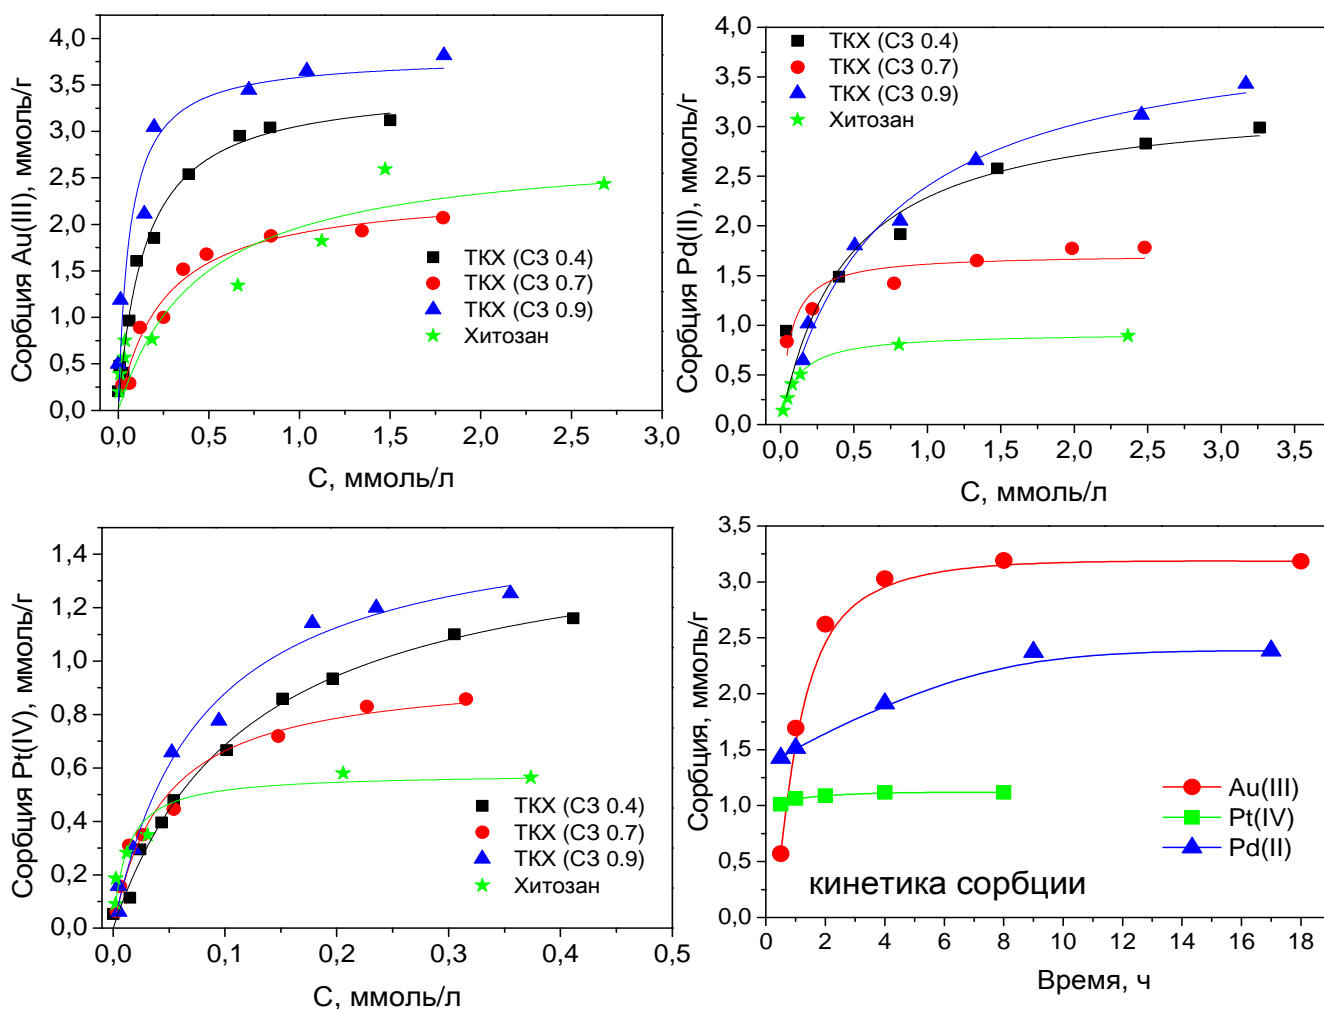 Сорбция Au(III), ммоль/г
4,0
3,5
3,0
2,5
2,0
1,5
1,0
0,5
0,0
ТКХ (СЗ 0.4)
ТКХ (СЗ 0.7)
ТКХ (СЗ 0.9)
Хитозан
0,0 0,5 1,0 1,5 2,0 2,5 3,0
С, ммоль/л
Сорбция Pd(II), ммоль/г
4,0
3,5
3,0
2,5
2,0
1,5
1,0
0,5
0,0
ТКХ (СЗ 0.4)
ТКХ (СЗ 0.7)
ТКХ (СЗ 0.9)
Хитозан
0,0 0,5 1,0 1,5 2,0 2,5 3,0 3,5
С, ммоль/л
Сорбция Pt(IV), ммоль/г
1,4
1,2
1,0
0,8
0,6
0,4
0,2
0,0
ТКХ (СЗ 0.4)
ТКХ (СЗ 0.7)
ТКХ (СЗ 0.9)
Хитозан
0,0 0,1 0,2 0,3 0,4 0,5
С, ммоль/л
Сорбция, ммоль/г
3,5
3,0
2,5
2,0
1,5
1,0
0,5
0,0
Au(III)
Pt(IV)
Pd(II)
кинетика сорбции
0 2 4 6 8 10 12 14 16 18
Время, ч